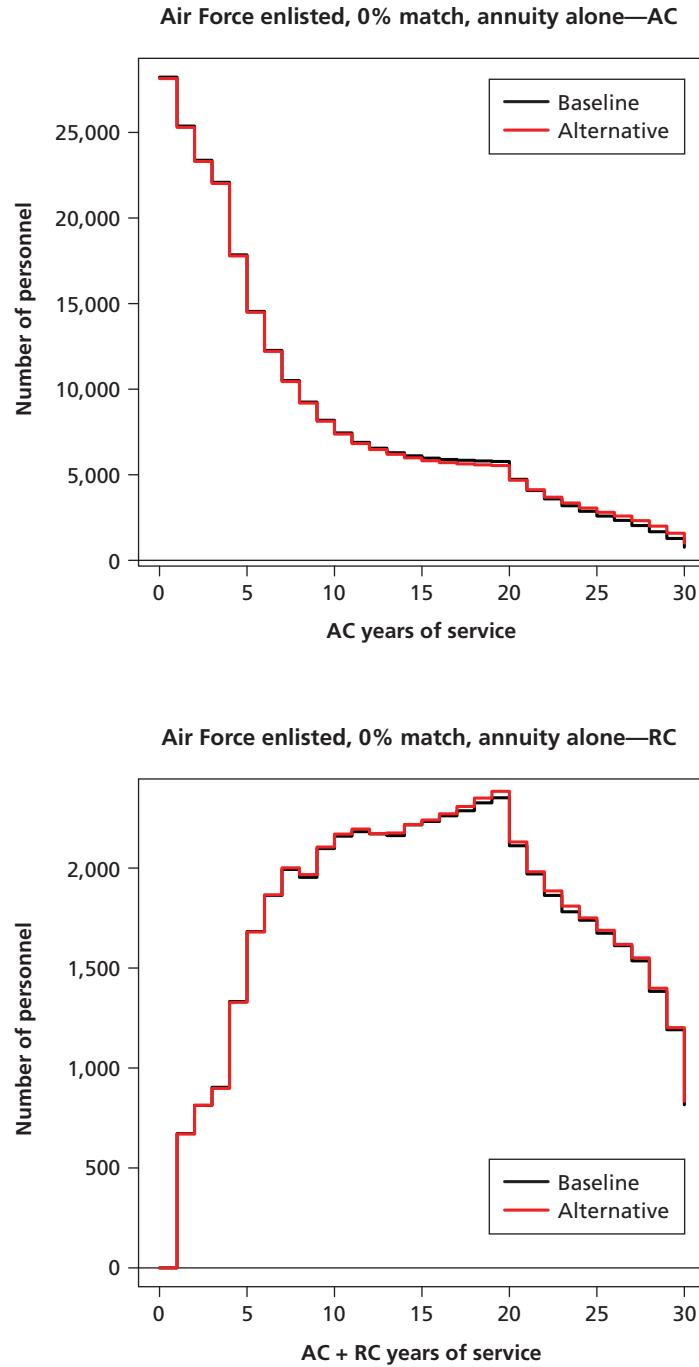 Air Force enlisted, 0% match, annuity alone—AC
Baseline
Alternative
Number of personnel
25,000
20,000
15,000
10,000
5,000
0
0 5 10 15 20 25 30
AC years of service
Air Force enlisted, 0% match, annuity alone—RC
Number of personnel
2,000
1,500
1,000
500
0
Baseline
Alternative
0 5 10 15 20 25 30
AC + RC years of service